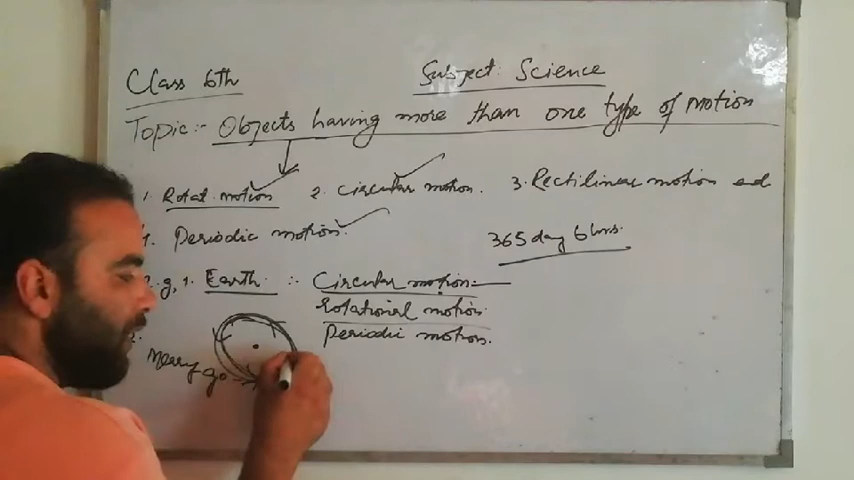 Class 6th
Subject: Science
Topic:- Objects having more than one type of motion
1. Rotat. motion 2. Circular motion. 3. Rectilinear motion and
4. Periodic motion.
365 day 6 hrs.
e.g, 1. Earth :- Circular motion
Rotational motion
Periodic motion.
2.
Merry go